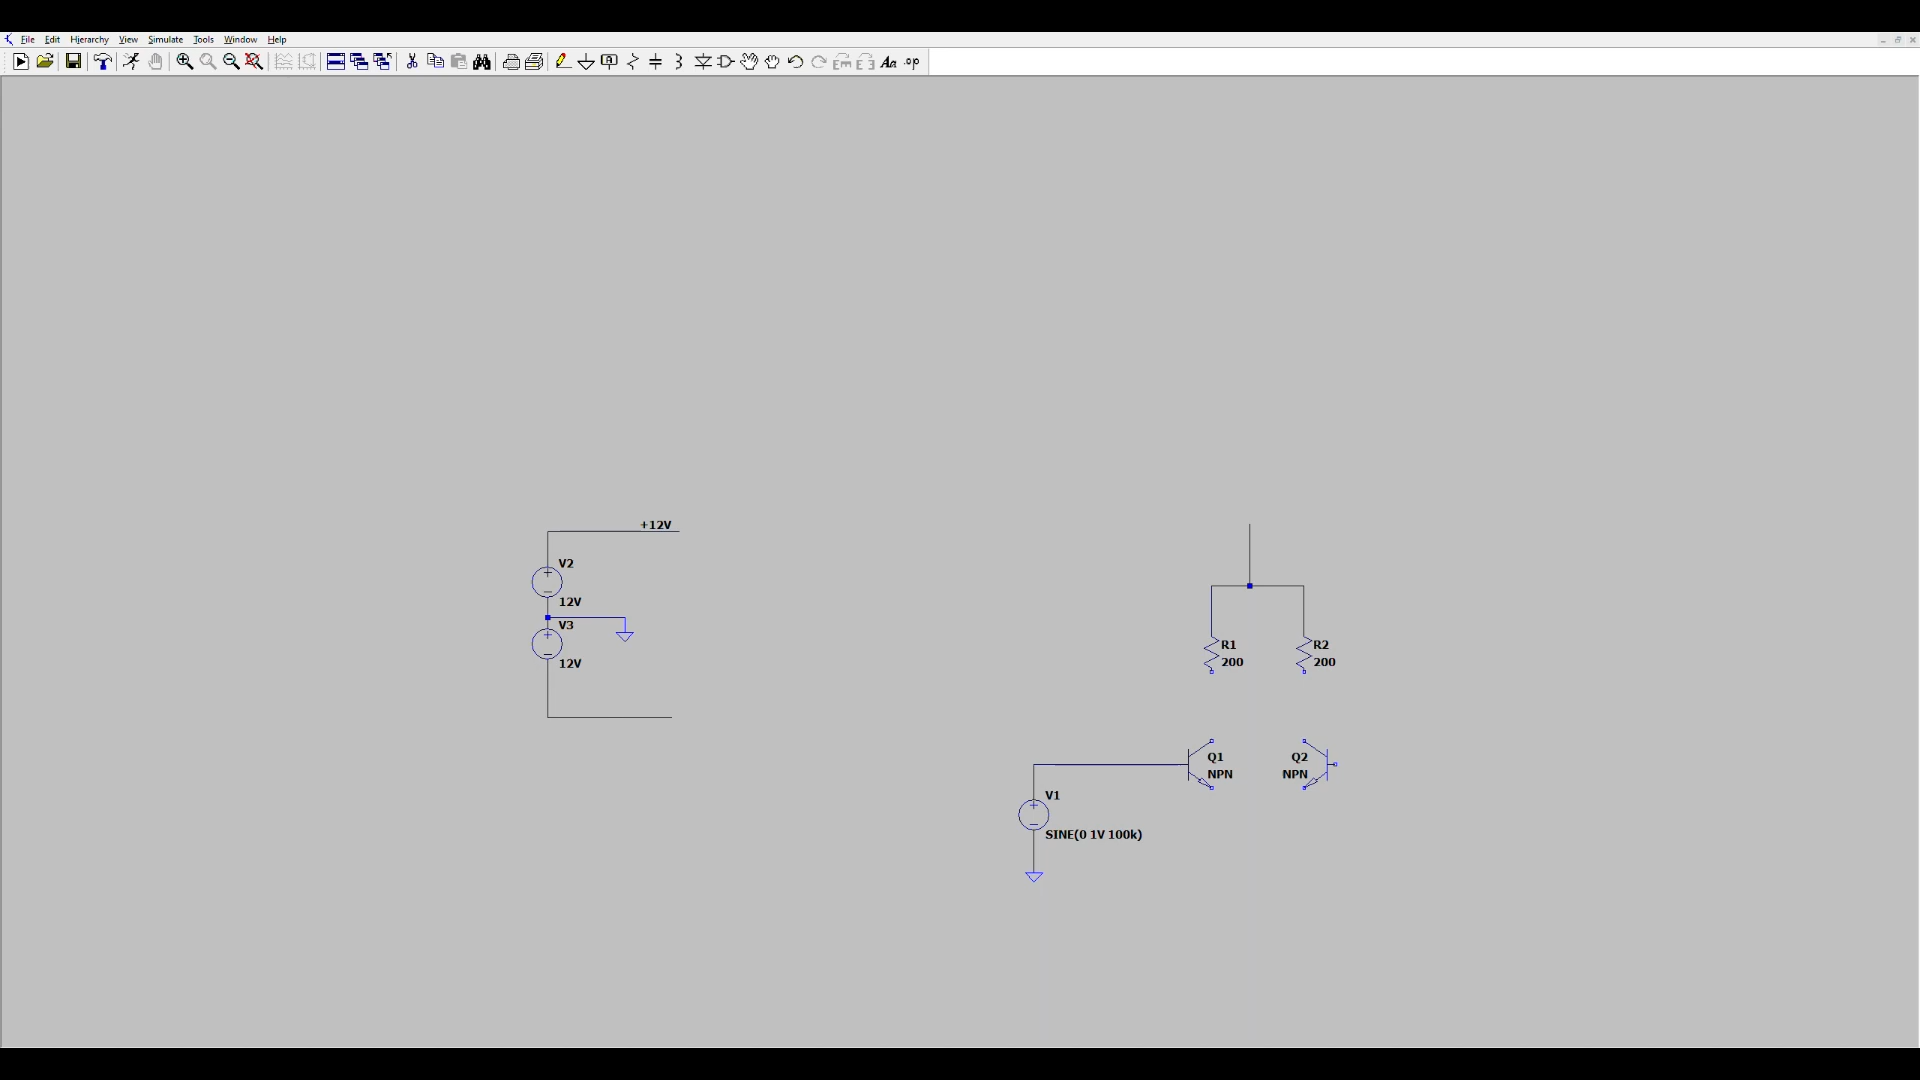 File Edit Hierarchy View Simulate Tools Window Help
+12V
V2
12V
V3
12V
R1
200
R2
200
Q1
NPN
Q2
NPN
V1
SINE(0 1V 100k)